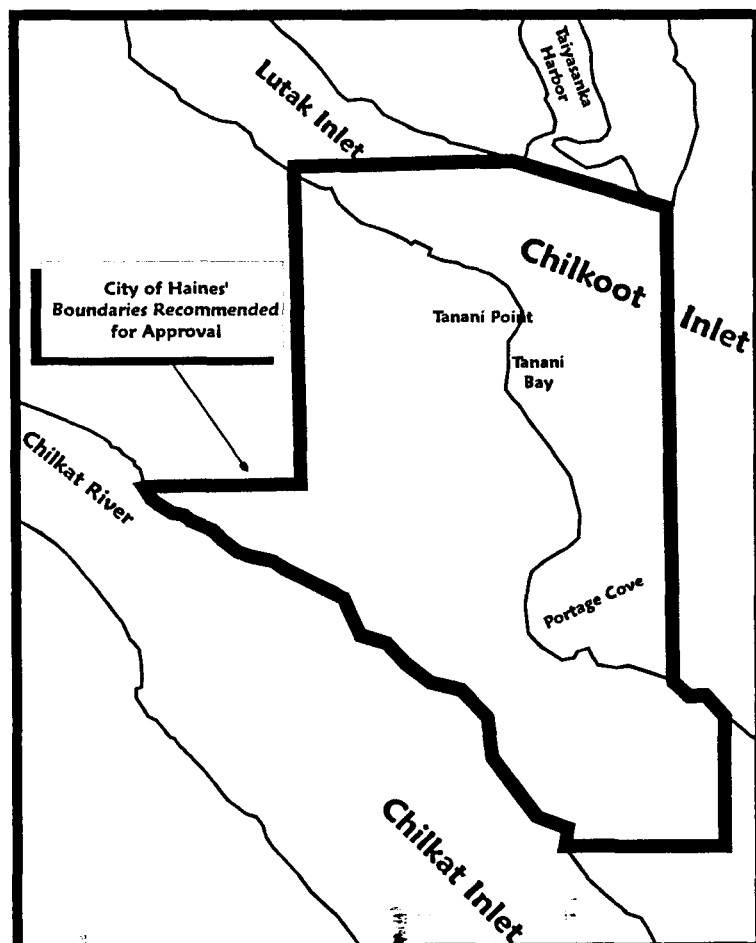 Taiyasanka
Harbor
Lutak Inlet
Chilkoot Inlet
City of Haines'
Boundaries Recommended
for Approval
Tanani Point
Tanani
Bay
Chilkat River
Portage Cove
Chilkat Inlet